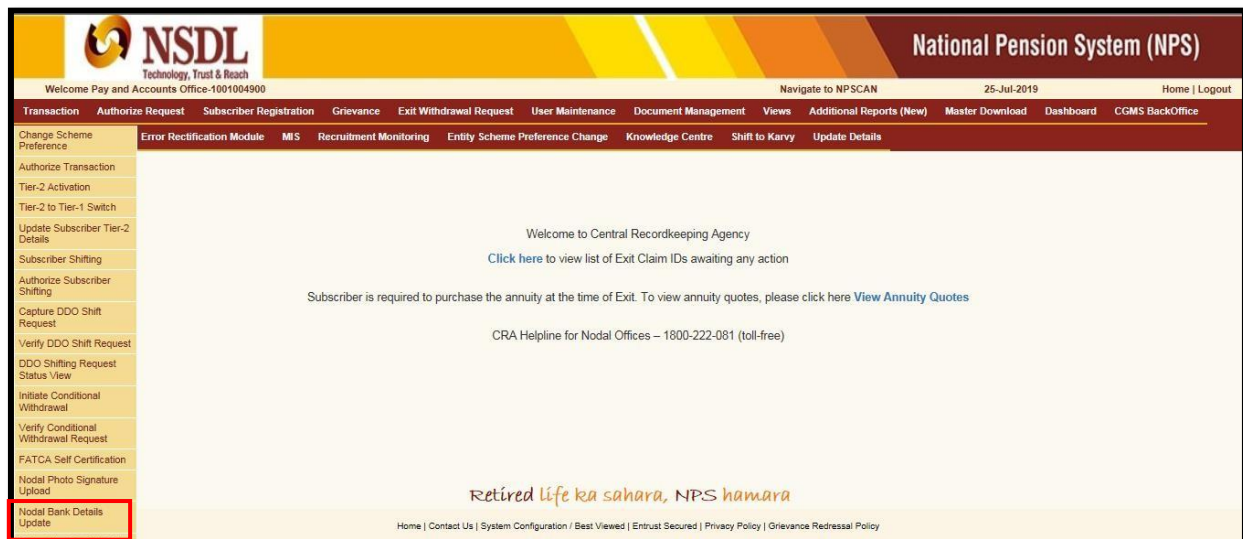 NSDL
Technology, Trust & Reach
National Pension System (NPS)
Welcome Pay and Accounts Office-1001004900
Navigate to NPSCAN
25-Jul-2019
Home | Logout
Transaction Authorize Request Subscriber Registration Grievance Exit Withdrawal Request User Maintenance Document Management Views Additional Reports (New) Master Download Dashboard CGMS BackOffice
Error Rectification Module MIS Recruitment Monitoring Entity Scheme Preference Change Knowledge Centre Shift to Karvy Update Details
Change Scheme
Preference
Authorize Transaction
Tier-2 Activation
Tier-2 to Tier-1 Switch
Update Subscriber Tier-2
Details
Subscriber Shifting
Authorize Subscriber
Shifting
Capture DDO Shift
Request
Verify DDO Shift Request
DDO Shifting Request
Status View
Initiate Conditional
Withdrawal
Verify Conditional
Withdrawal Request
FATCA Self Certification
Nodal Photo Signature
Upload
Nodal Bank Details
Update
Welcome to Central Recordkeeping Agency
Click here to view list of Exit Claim IDs awaiting any action
Subscriber is required to purchase the annuity at the time of Exit. To view annuity quotes, please click here View Annuity Quotes
CRA Helpline for Nodal Offices – 1800-222-081 (toll-free)
Retired life ka sahara, NPS hamara
Home | Contact Us | System Configuration / Best Viewed | Entrust Secured | Privacy Policy | Grievance Redressal Policy